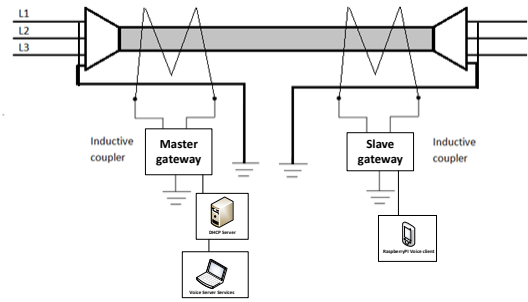 L1
L2
L3
Inductive
coupler
Master
gateway
Slave
gateway
Inductive
coupler
DHCP Server
RaspberryPI Voice client
Voice Server Services